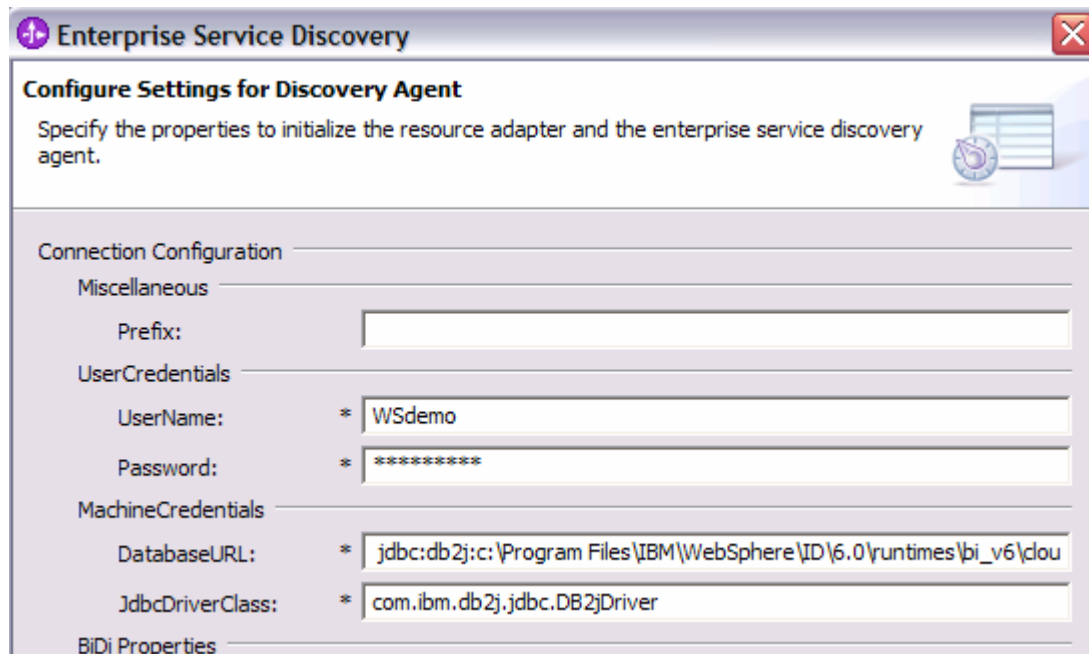 Enterprise Service Discovery
Configure Settings for Discovery Agent
Specify the properties to initialize the resource adapter and the enterprise service discovery
agent.
Connection Configuration
Miscellaneous
Prefix:
UserCredentials
UserName: * WSdemo
Password: * *********
MachineCredentials
DatabaseURL: * jdbc:db2j:c:\Program Files\IBM\WebSphere\ID\6.0\runtimes\bi_v6\clou
JdbcDriverClass: * com.ibm.db2j.jdbc.DB2jDriver
BiDi Properties